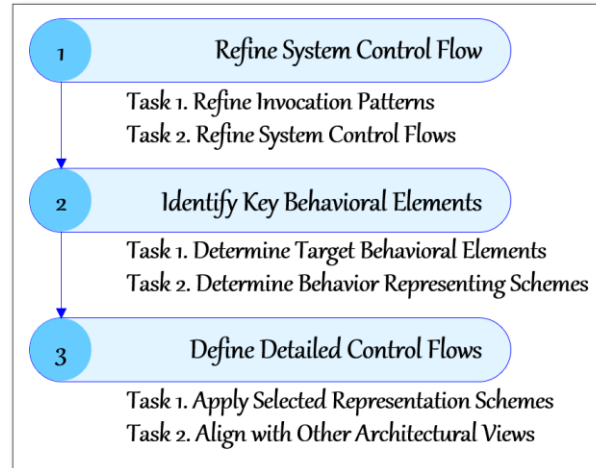 1 Refine System Control Flow
Task 1. Refine Invocation Patterns
Task 2. Refine System Control Flows
2 Identify Key Behavioral Elements
Task 1. Determine Target Behavioral Elements
Task 2. Determine Behavior Representing Schemes
3 Define Detailed Control Flows
Task 1. Apply Selected Representation Schemes
Task 2. Align with Other Architectural Views